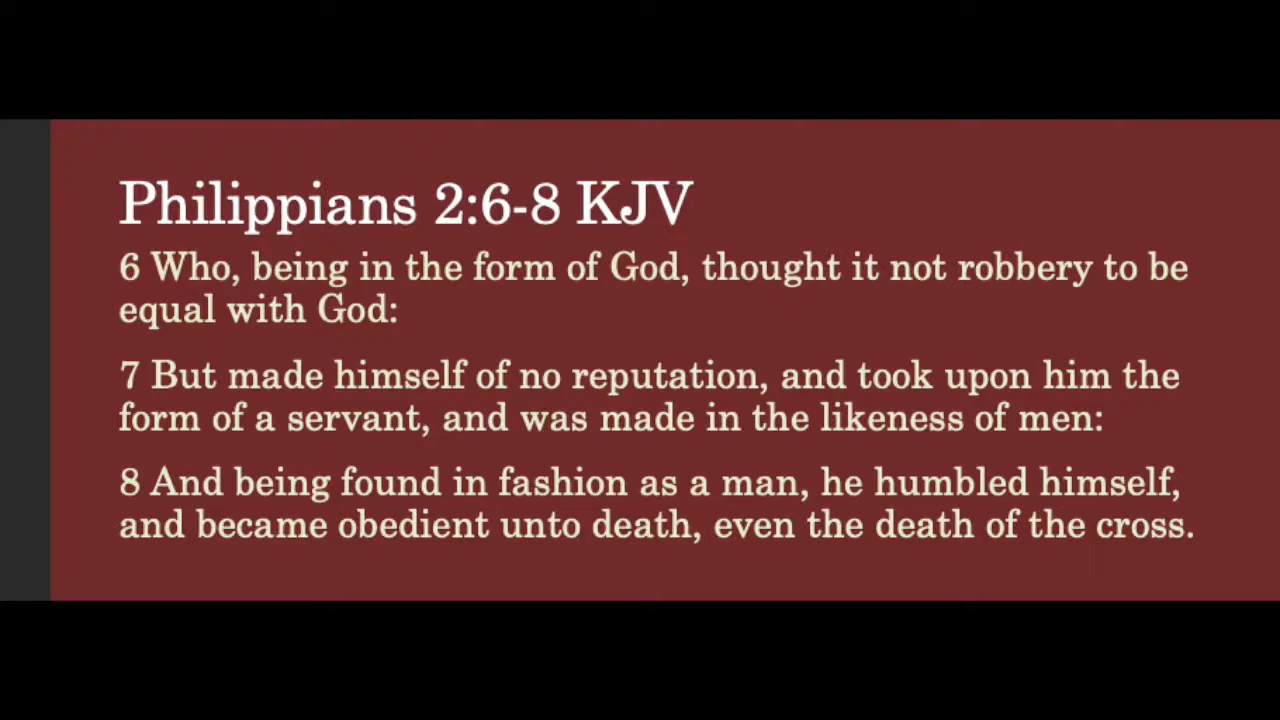 Philippians 2:6-8 KJV
6 Who, being in the form of God, thought it not robbery to be
equal with God:
7 But made himself of no reputation, and took upon him the
form of a servant, and was made in the likeness of men:
8 And being found in fashion as a man, he humbled himself,
and became obedient unto death, even the death of the cross.